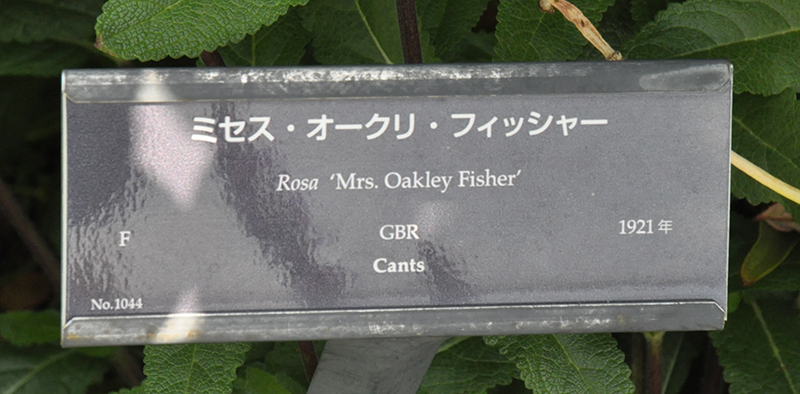 ミセス・オークリ・フィッシャー
Rosa 'Mrs. Oakley Fisher'
F GBR 1921年
Cants
No.1044